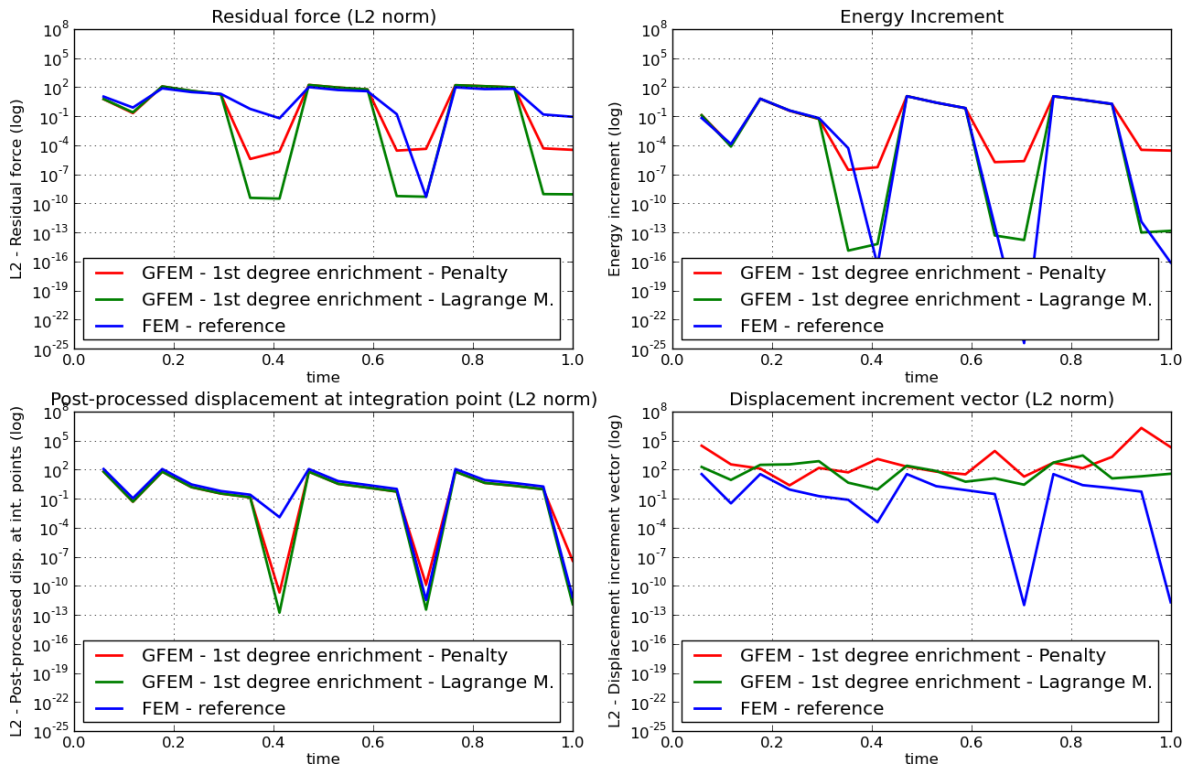 Residual force (L2 norm)
L2 - Residual force (log)
10^8
10^5
10^2
10^-1
10^-4
10^-7
10^-10
10^-13
10^-16
10^-19
10^-22
10^-25
GFEM - 1st degree enrichment - Penalty
GFEM - 1st degree enrichment - Lagrange M.
FEM - reference
0.0 0.2 0.4 0.6 0.8 1.0
time
Energy Increment
Energy increment (log)
10^8
10^5
10^2
10^-1
10^-4
10^-7
10^-10
10^-13
10^-16
10^-19
10^-22
10^-25
GFEM - 1st degree enrichment - Penalty
GFEM - 1st degree enrichment - Lagrange M.
FEM - reference
0.0 0.2 0.4 0.6 0.8 1.0
time
Post-processed displacement at integration point (L2 norm)
L2 - Post-processed disp. at int. points (log)
10^8
10^5
10^2
10^-1
10^-4
10^-7
10^-10
10^-13
10^-16
10^-19
10^-22
10^-25
GFEM - 1st degree enrichment - Penalty
GFEM - 1st degree enrichment - Lagrange M.
FEM - reference
0.0 0.2 0.4 0.6 0.8 1.0
time
Displacement increment vector (L2 norm)
L2 - Displacement increment vector (log)
10^8
10^5
10^2
10^-1
10^-4
10^-7
10^-10
10^-13
10^-16
10^-19
10^-22
10^-25
GFEM - 1st degree enrichment - Penalty
GFEM - 1st degree enrichment - Lagrange M.
FEM - reference
0.0 0.2 0.4 0.6 0.8 1.0
time